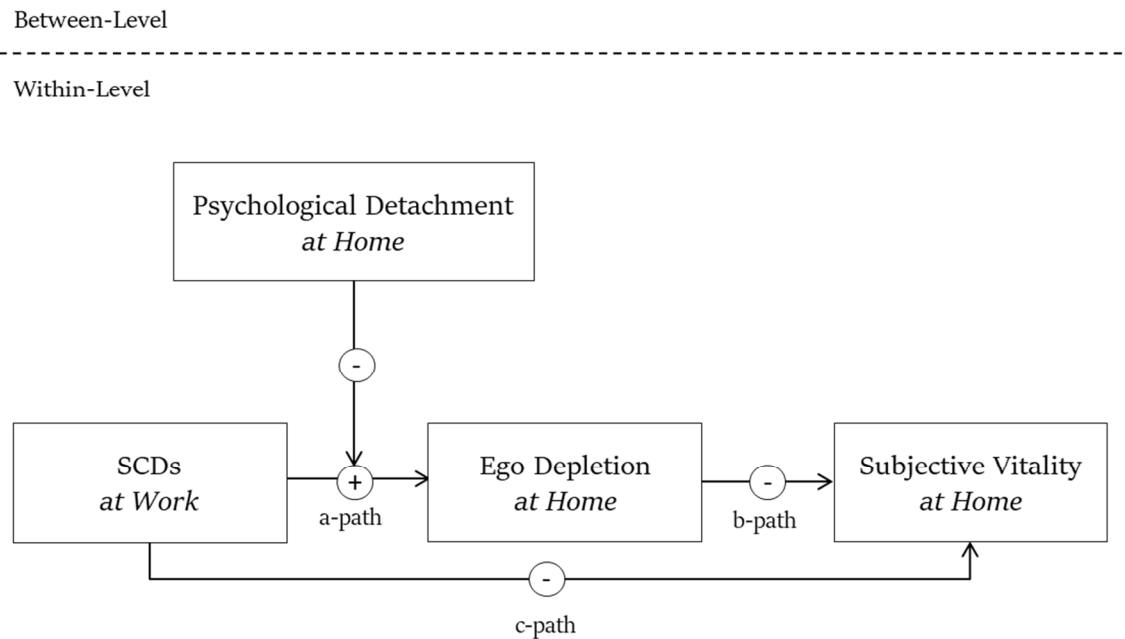 Between-Level
Within-Level
Psychological Detachment
at Home
-
SCDs
at Work
+
a-path
Ego Depletion
at Home
-
b-path
Subjective Vitality
at Home
-
c-path